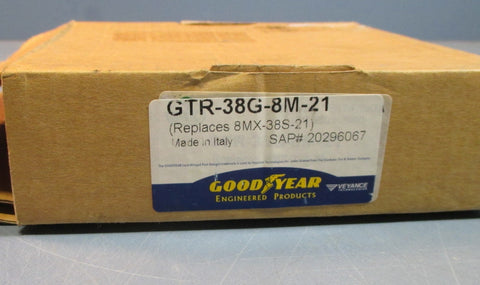 GTR-38G-8M-21
(Replaces 8MX-38S-21)
Made in Italy SAP# 20296067
GOODYEAR
ENGINEERED PRODUCTS
VEYANCE